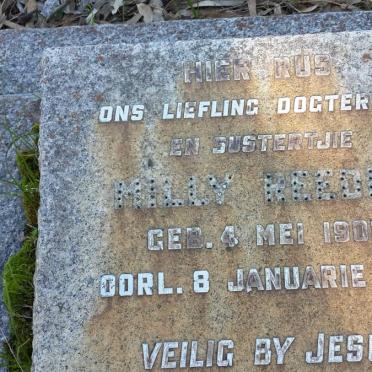 HIER RUS
ONS LIEFLING DOGTER
EN SUSTERTJIE
MILLY
GEB. 4 MEI
OORL. 8 JANUARIE
VEILIG BY